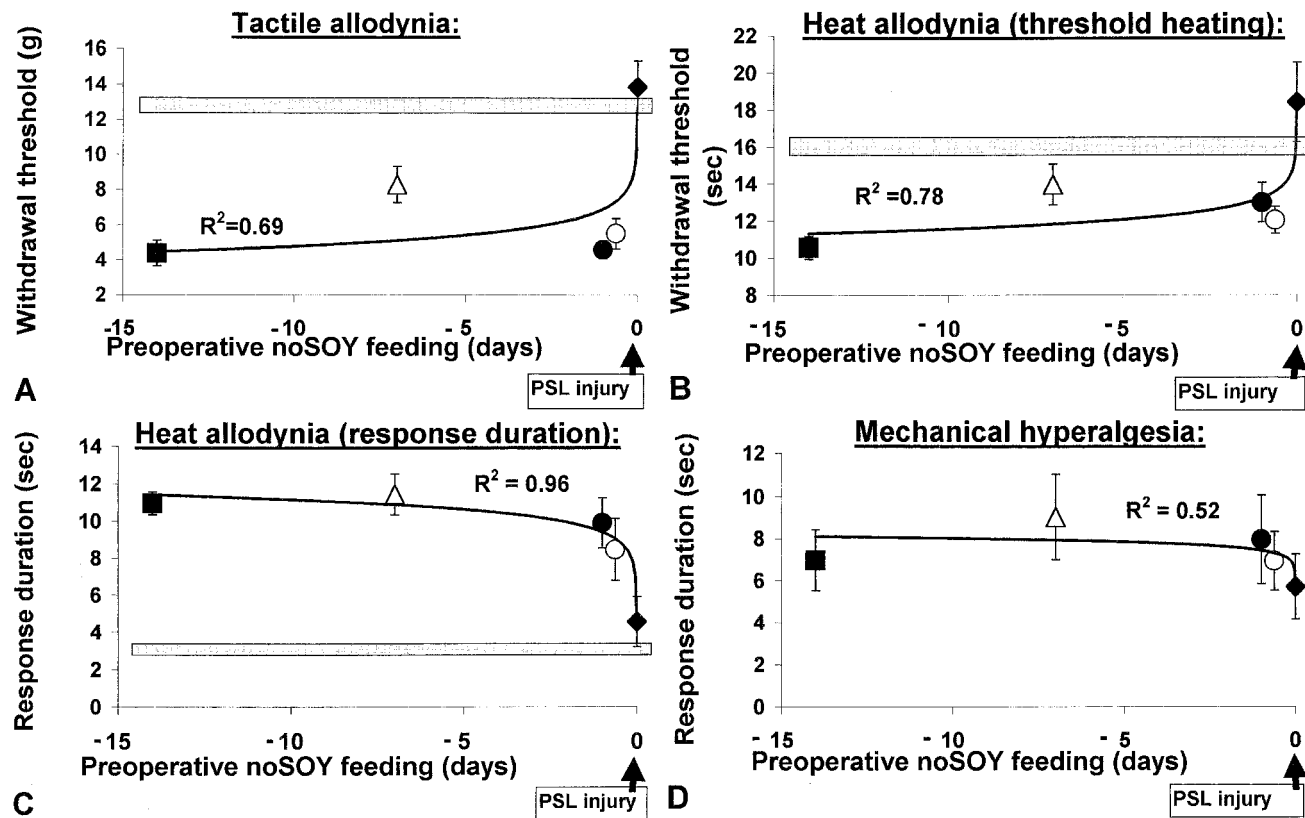 Tactile allodynia:
Withdrawal threshold (g)
16
14
12
10
8
6
4
2
R²=0.69
-15
-10
-5
0
Preoperative noSOY feeding (days)
PSL injury
A
Heat allodynia (threshold heating):
Withdrawal threshold
(sec)
22
20
18
16
14
12
10
8
R²=0.78
-15
-10
-5
0
Preoperative noSOY feeding (days)
PSL injury
B
Heat allodynia (response duration):
Response duration (sec)
14
12
10
8
6
4
2
0
R² = 0.96
-15
-10
-5
0
Preoperative noSOY feeding (days)
PSL injury
C
Mechanical hyperalgesia:
Response duration (sec)
12
10
8
6
4
2
0
R² = 0.52
-15
-10
-5
0
Preoperative noSOY feeding (days)
PSL injury
D